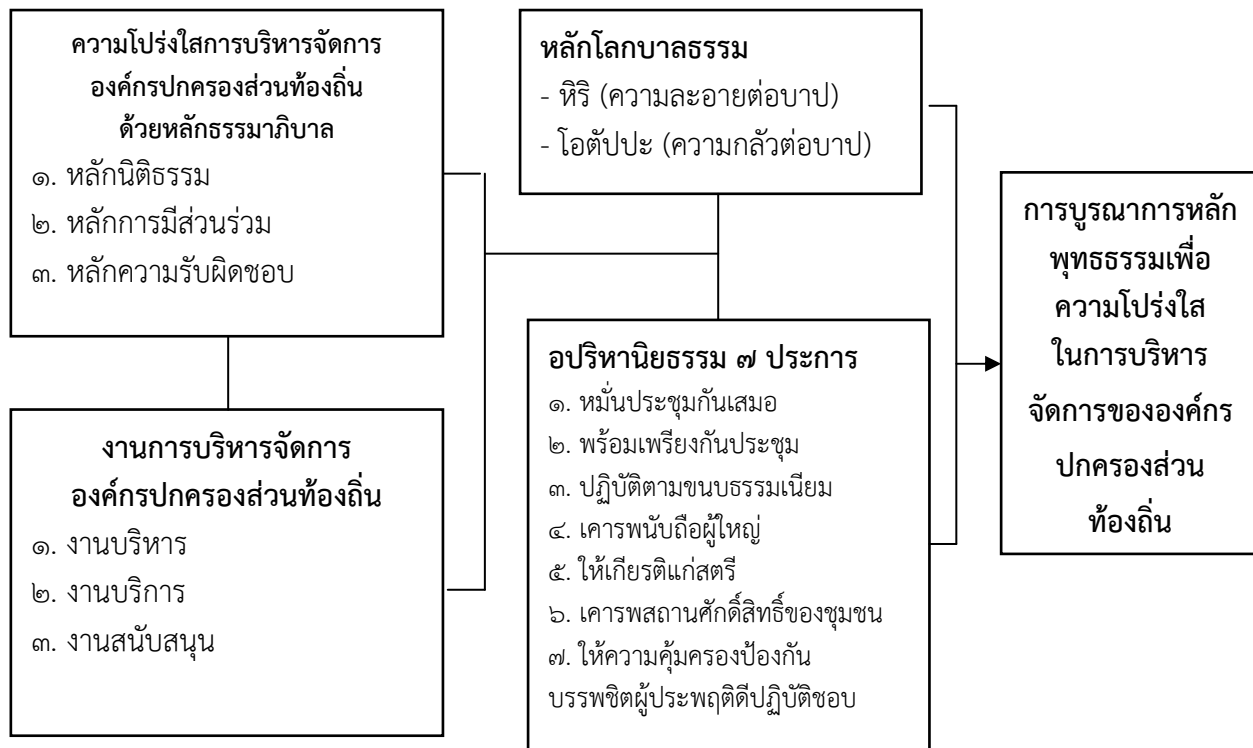 ความโปร่งใสการบริหารจัดการ
องค์กรปกครองส่วนท้องถิ่น
ด้วยหลักธรรมาภิบาล
๑. หลักนิติธรรม
๒. หลักการมีส่วนร่วม
๓. หลักความรับผิดชอบ
งานการบริหารจัดการ
องค์กรปกครองส่วนท้องถิ่น
๑. งานบริหาร
๒. งานบริการ
๓. งานสนับสนุน
หลักโลกบาลธรรม
- หิริ (ความละอายต่อบาป)
- โอตัปปะ (ความกลัวต่อบาป)
อปริหานิยธรรม ๗ ประการ
๑. หมั่นประชุมกันเสมอ
๒. พร้อมเพรียงกันประชุม
๓. ปฏิบัติตามขนบธรรมเนียม
๔. เคารพนับถือผู้ใหญ่
๕. ให้เกียรติแก่สตรี
๖. เคารพสถานศักดิ์สิทธิ์ของชุมชน
๗. ให้ความคุ้มครองป้องกัน
บรรพชิตผู้ประพฤติดีปฏิบัติชอบ
การบูรณาการหลัก
พุทธธรรมเพื่อ
ความโปร่งใส
ในการบริหาร
จัดการขององค์กร
ปกครองส่วน
ท้องถิ่น